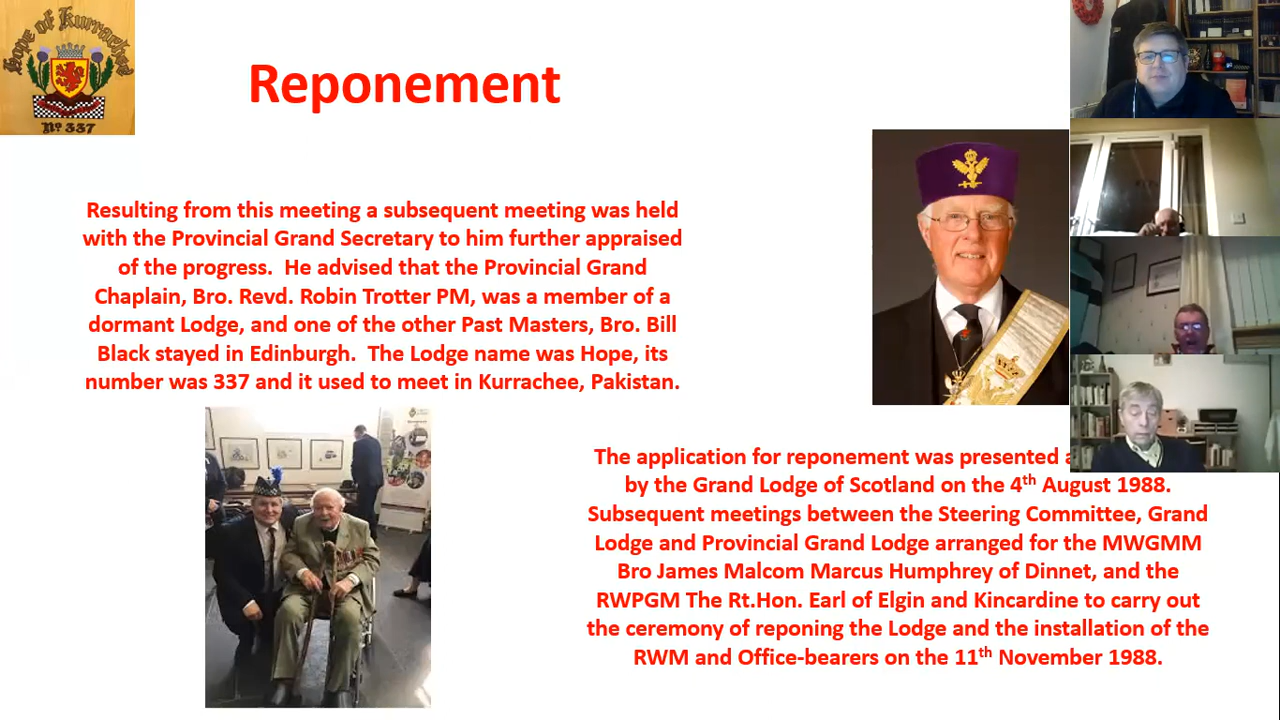 Hope of Kurrachee
No 337
Reponement
Resulting from this meeting a subsequent meeting was held
with the Provincial Grand Secretary to him further appraised
of the progress.  He advised that the Provincial Grand
Chaplain, Bro. Revd. Robin Trotter PM, was a member of a
dormant Lodge, and one of the other Past Masters, Bro. Bill
Black stayed in Edinburgh.  The Lodge name was Hope, its
number was 337 and it used to meet in Kurrachee, Pakistan.
The application for reponement was presented
by the Grand Lodge of Scotland on the 4th August 1988.
Subsequent meetings between the Steering Committee, Grand
Lodge and Provincial Grand Lodge arranged for the MWGMM
Bro James Malcom Marcus Humphrey of Dinnet, and the
RWPGM The Rt.Hon. Earl of Elgin and Kincardine to carry out
the ceremony of reponing the Lodge and the installation of the
RWM and Office-bearers on the 11th November 1988.